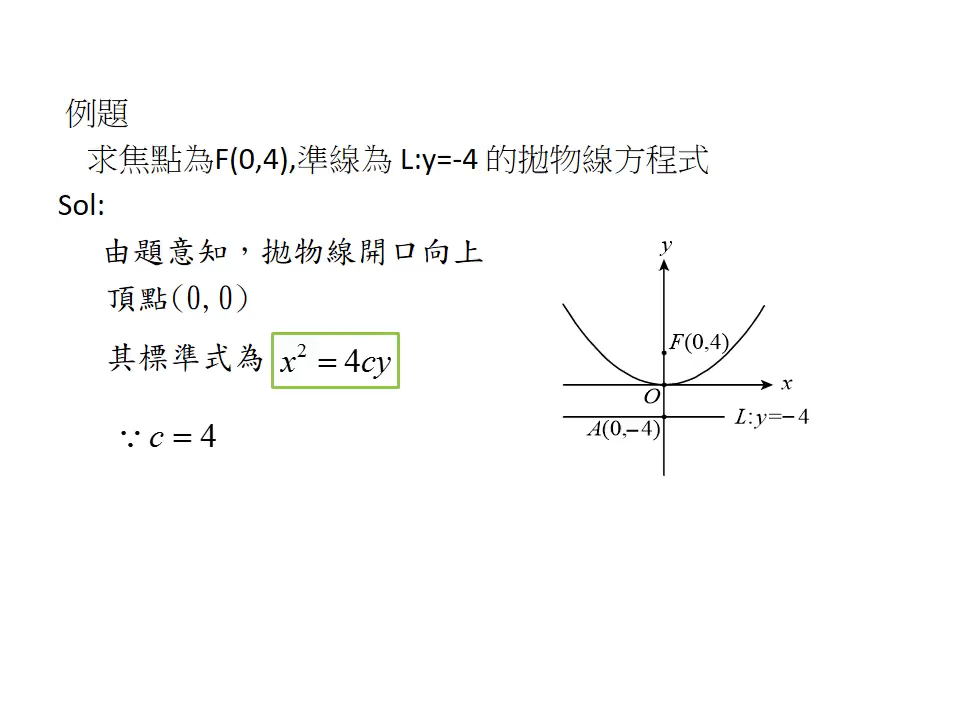 例題
求焦點為F(0,4),準線為 L:y=-4 的拋物線方程式
Sol:
由題意知，拋物線開口向上
頂點(0,0)
其標準式為 x² = 4cy
∵ c = 4
y
F(0,4)
x
O
L:y=−4
A(0,−4)